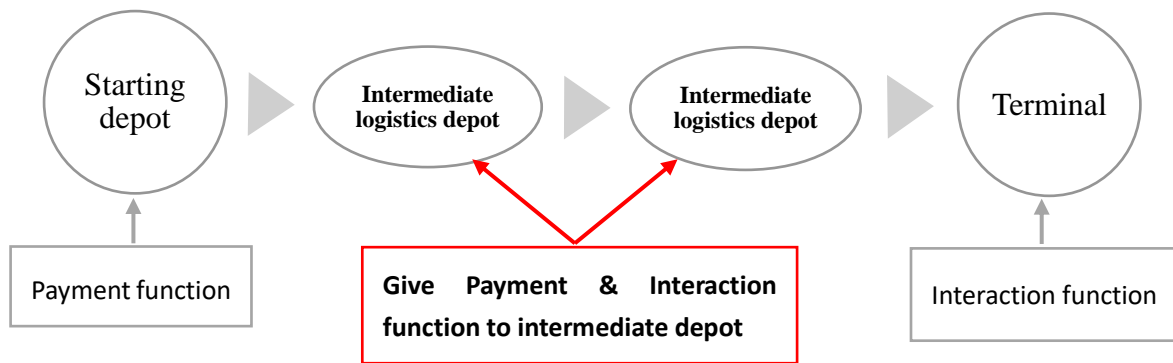 Starting
depot
Intermediate
logistics depot
Intermediate
logistics depot
Terminal
Payment function
Give Payment & Interaction
function to intermediate depot
Interaction function